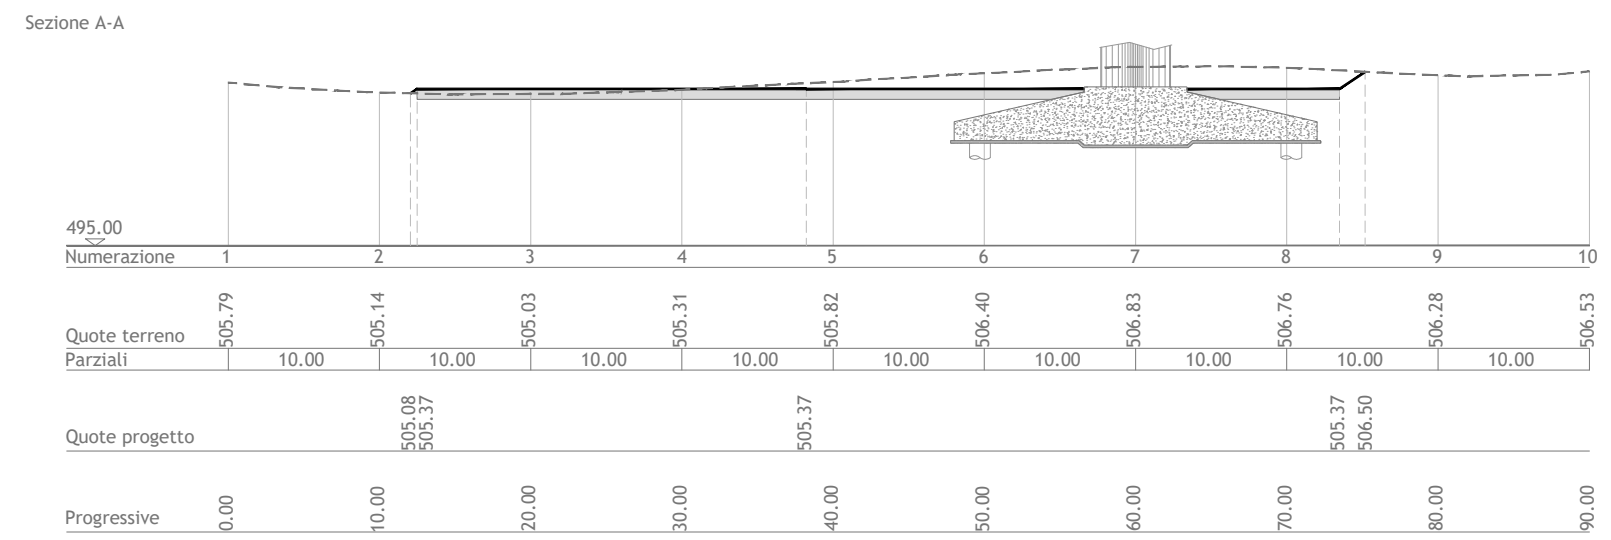 Sezione A-A
495.00
Numerazione 1 2 3 4 5 6 7 8 9 10
Quote terreno 505.79 505.14 505.03 505.31 505.82 506.40 506.83 506.76 506.28 506.53
Parziali 10.00 10.00 10.00 10.00 10.00 10.00 10.00 10.00 10.00
Quote progetto 505.08 505.37 505.37 505.37 506.50
Progressive 0.00 10.00 20.00 30.00 40.00 50.00 60.00 70.00 80.00 90.00